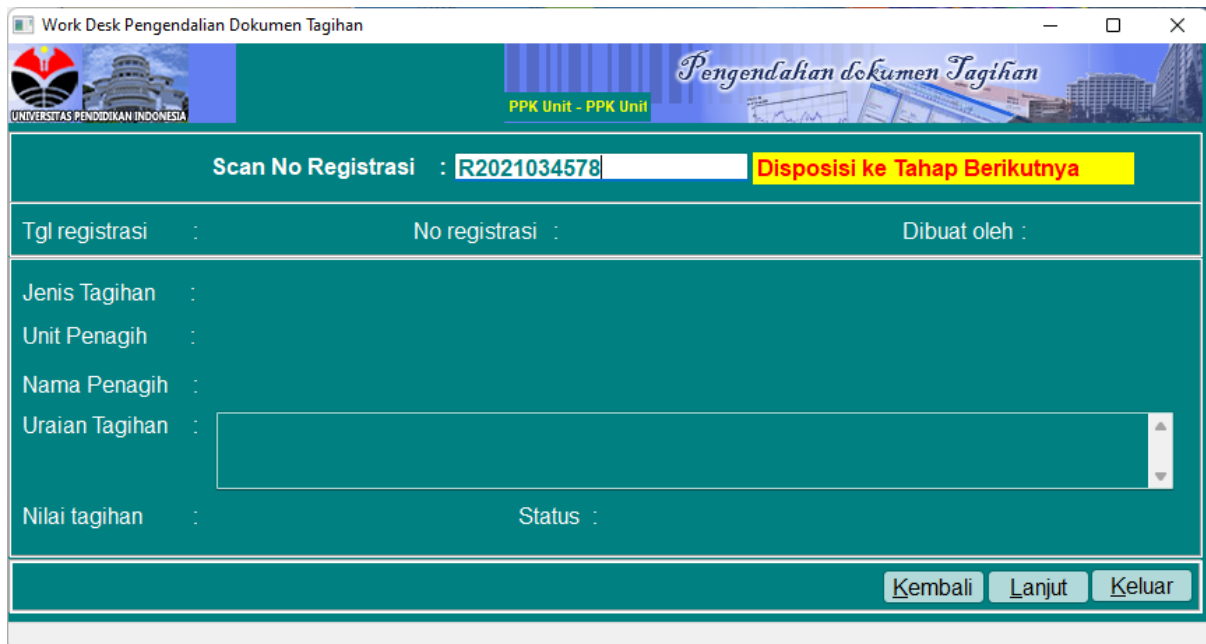 Work Desk Pengendalian Dokumen Tagihan
Pengendalian dokumen Tagihan
PPK Unit - PPK Unit
UNIVERSITAS PENDIDIKAN INDONESIA
Scan No Registrasi : R2021034578 Disposisi ke Tahap Berikutnya
Tgl registrasi : No registrasi : Dibuat oleh :
Jenis Tagihan :
Unit Penagih :
Nama Penagih :
Uraian Tagihan :
Nilai tagihan : Status :
Kembali Lanjut Keluar